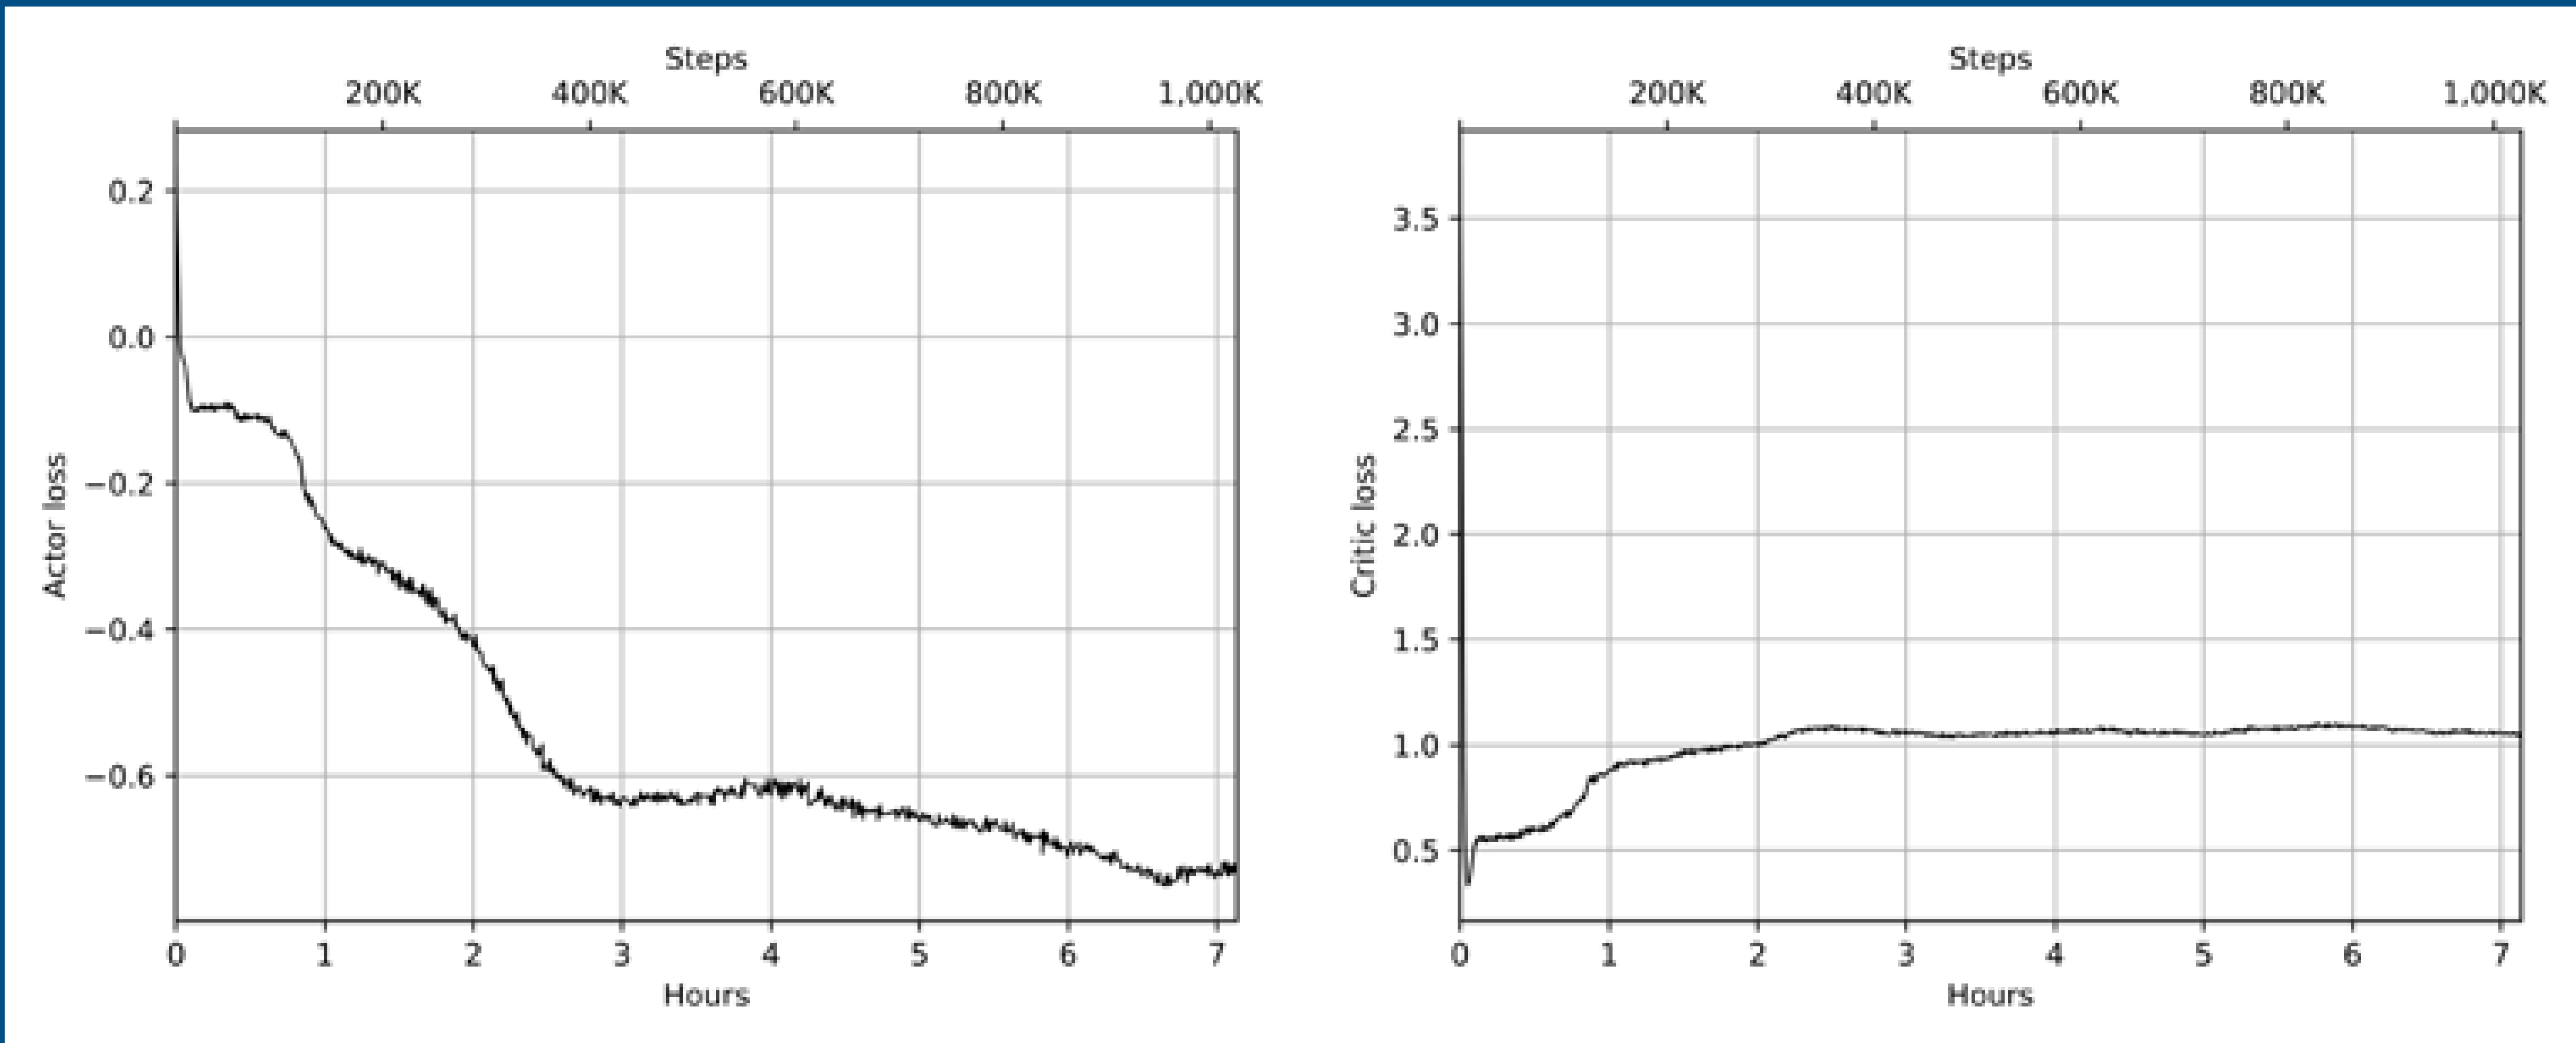 Steps
200K 400K 600K 800K 1,000K
0.2
0.0
−0.2
−0.4
−0.6
Actor loss
0 1 2 3 4 5 6 7
Hours
Steps
200K 400K 600K 800K 1,000K
3.5
3.0
2.5
2.0
1.5
1.0
0.5
Critic loss
0 1 2 3 4 5 6 7
Hours